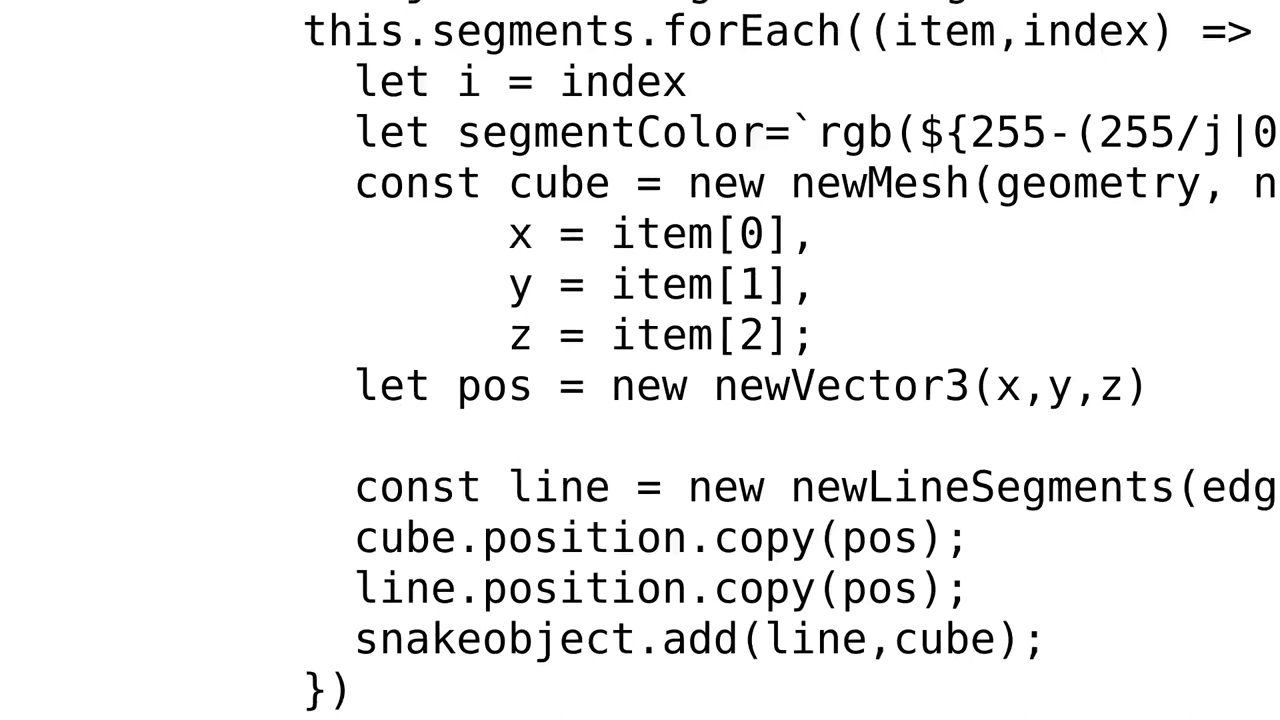 this.segments.forEach((item,index) =>
let i = index
let segmentColor=`rgb(${255-(255/j|0
const cube = new newMesh(geometry, n
x = item[0],
y = item[1],
z = item[2];
let pos = new newVector3(x,y,z)
const line = new newLineSegments(edg
cube.position.copy(pos);
line.position.copy(pos);
snakeobject.add(line,cube);
})